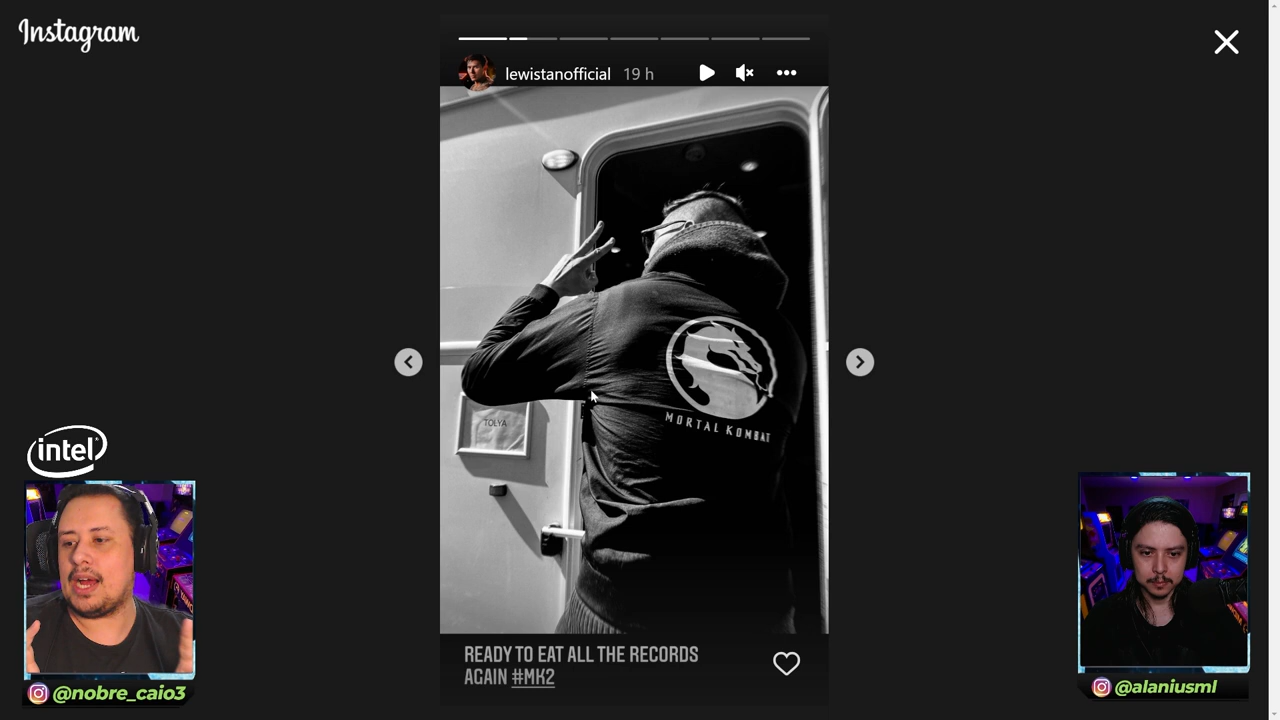 Instagram
lewistanofficial 19 h
TOLYA
MORTAL KOMBAT
READY TO EAT ALL THE RECORDS
AGAIN #MK2
intel
@nobre_caio3
@alaniusml